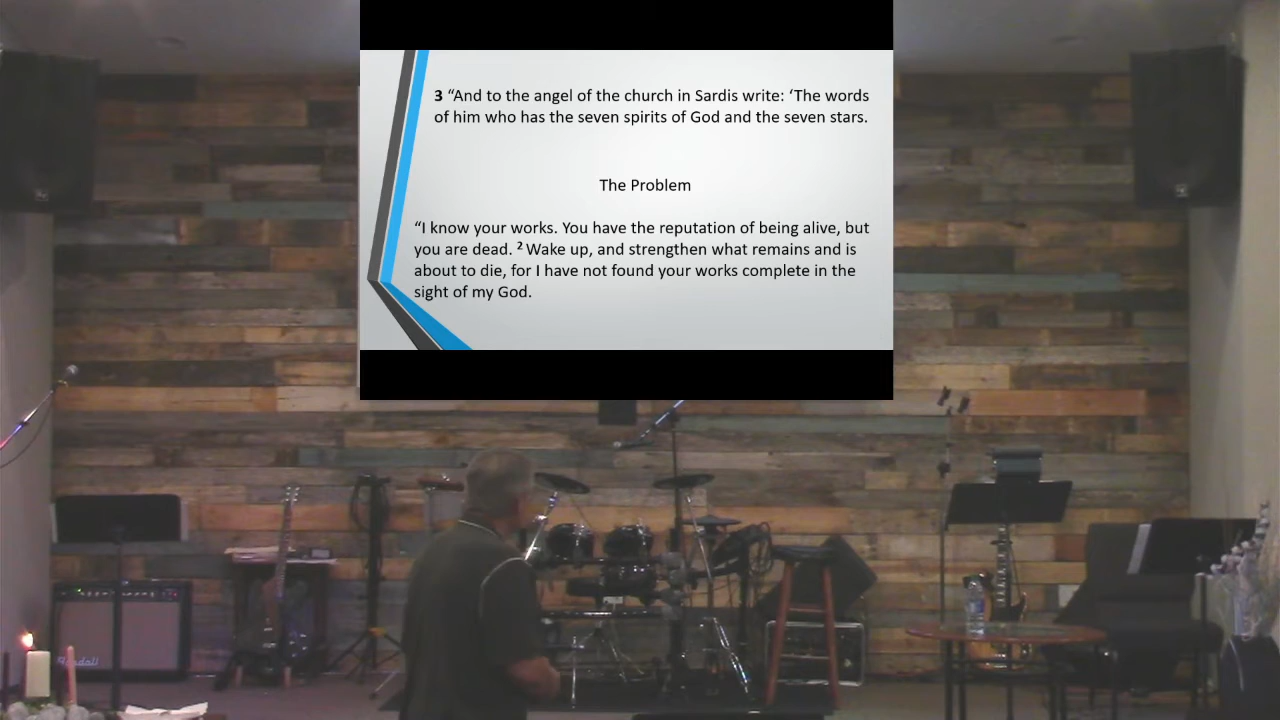 3 “And to the angel of the church in Sardis write: ‘The words
of him who has the seven spirits of God and the seven stars.
The Problem
“I know your works. You have the reputation of being alive, but
you are dead. ² Wake up, and strengthen what remains and is
about to die, for I have not found your works complete in the
sight of my God.
Randall